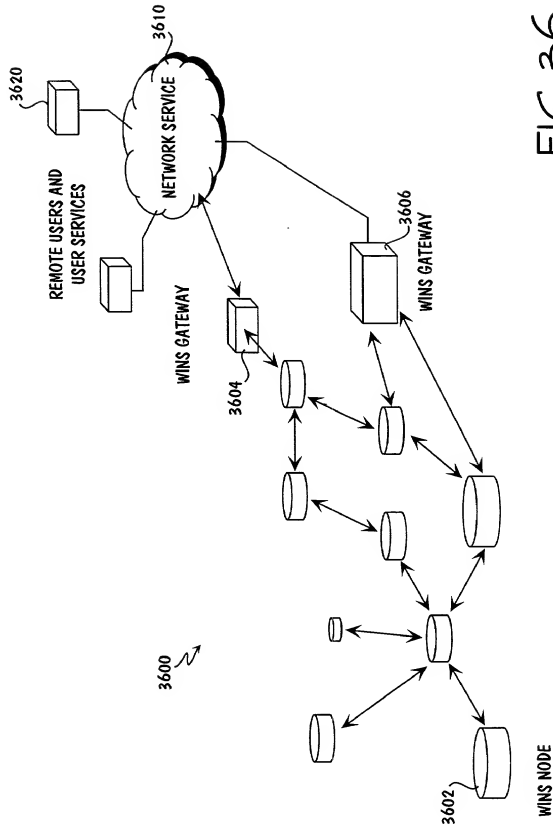 3620
3610
REMOTE USERS AND
USER SERVICES
NETWORK SERVICE
WINS GATEWAY
3604
3606
WINS GATEWAY
3600
3602
WINS NODE
FIG 36